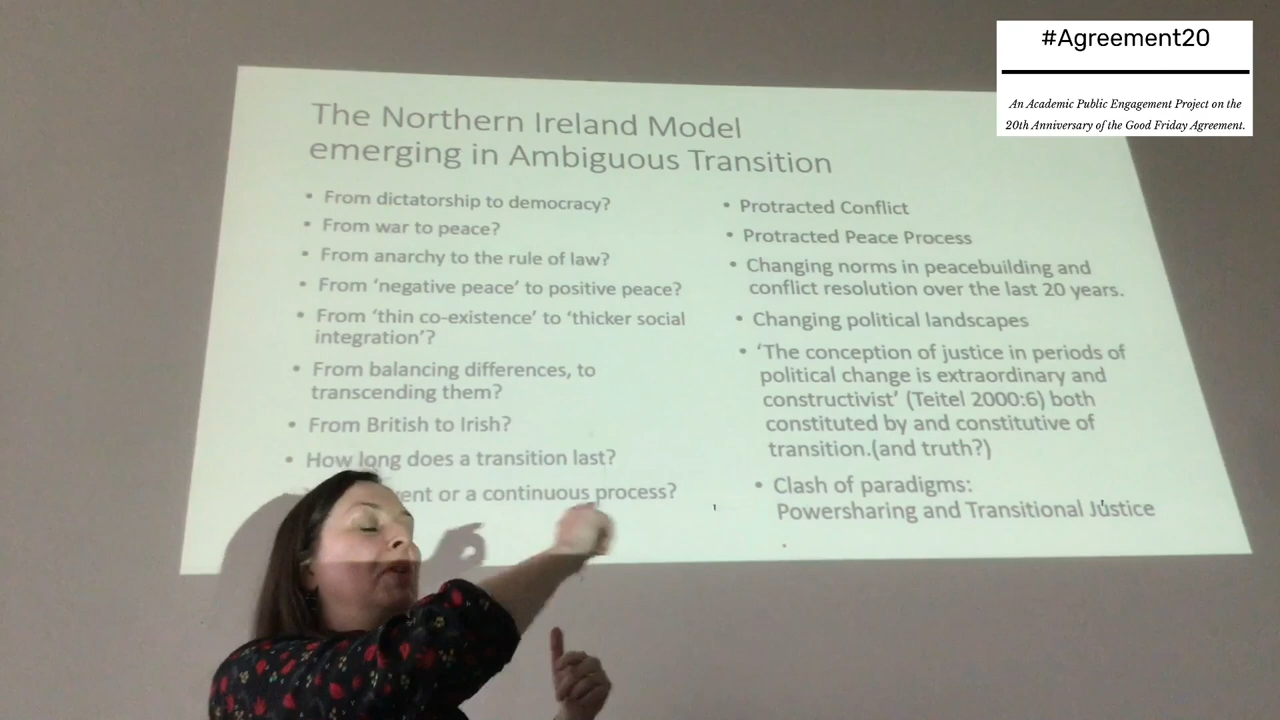 #Agreement20
An Academic Public Engagement Project on the
20th Anniversary of the Good Friday Agreement.
The Northern Ireland Model
emerging in Ambiguous Transition
• From dictatorship to democracy?
• From war to peace?
• From anarchy to the rule of law?
• From ‘negative peace’ to positive peace?
• From ‘thin co-existence’ to ‘thicker social
integration’?
• From balancing differences, to
transcending them?
• From British to Irish?
• How long does a transition last?
or a continuous process?
• Protracted Conflict
• Protracted Peace Process
• Changing norms in peacebuilding and
conflict resolution over the last 20 years.
• Changing political landscapes
• ‘The conception of justice in periods of
political change is extraordinary and
constructivist’ (Teitel 2000:6) both
constituted by and constitutive of
transition.(and truth?)
• Clash of paradigms:
Powersharing and Transitional Justice